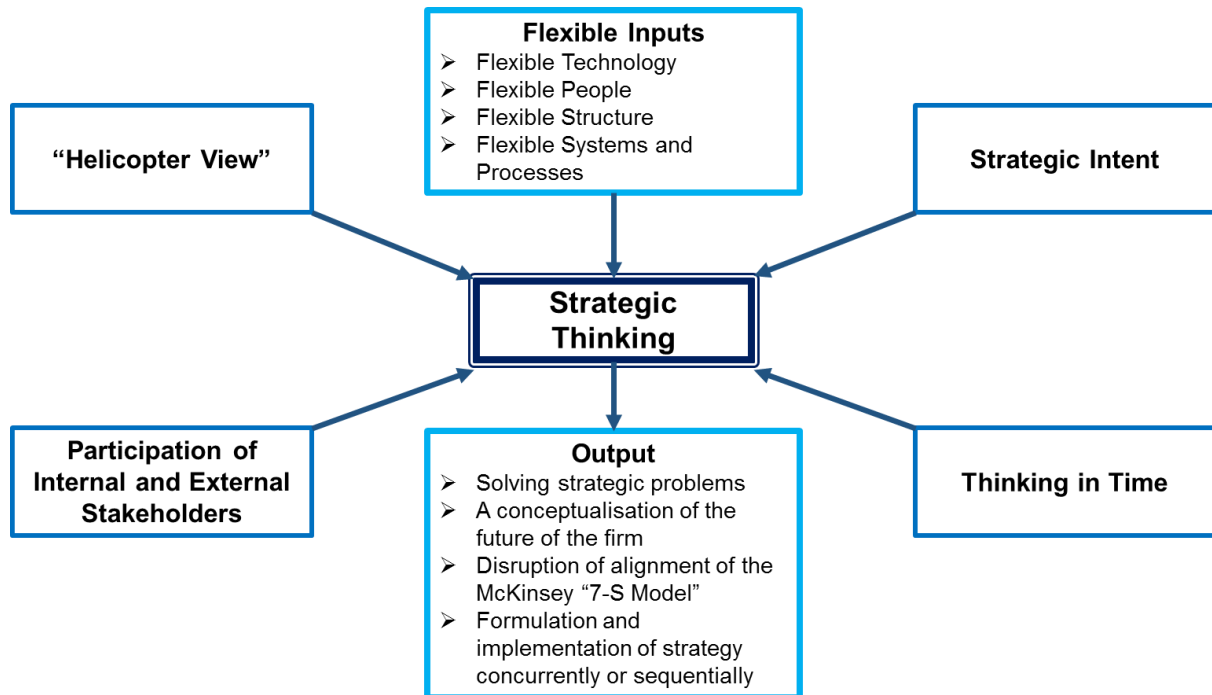 Flexible Inputs
➢ Flexible Technology
➢ Flexible People
➢ Flexible Structure
➢ Flexible Systems and
Processes
“Helicopter View”
Strategic Intent
Strategic
Thinking
Participation of
Internal and External
Stakeholders
Output
➢ Solving strategic problems
➢ A conceptualisation of the
future of the firm
➢ Disruption of alignment of the
McKinsey “7-S Model”
➢ Formulation and
implementation of strategy
concurrently or sequentially
Thinking in Time